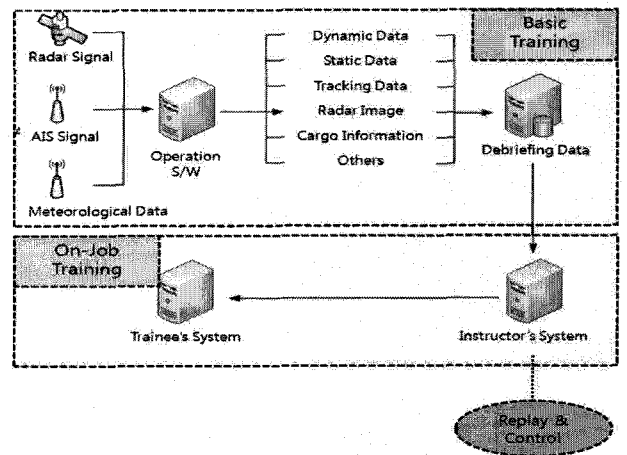 Basic
Training
Radar Signal
AIS Signal
Meteorological Data
Operation
S/W
Dynamic Data
Static Data
Tracking Data
Radar Image
Cargo Information
Others
Debriefing Data
On-Job
Training
Trainee's System
Instructor's System
Replay &
Control